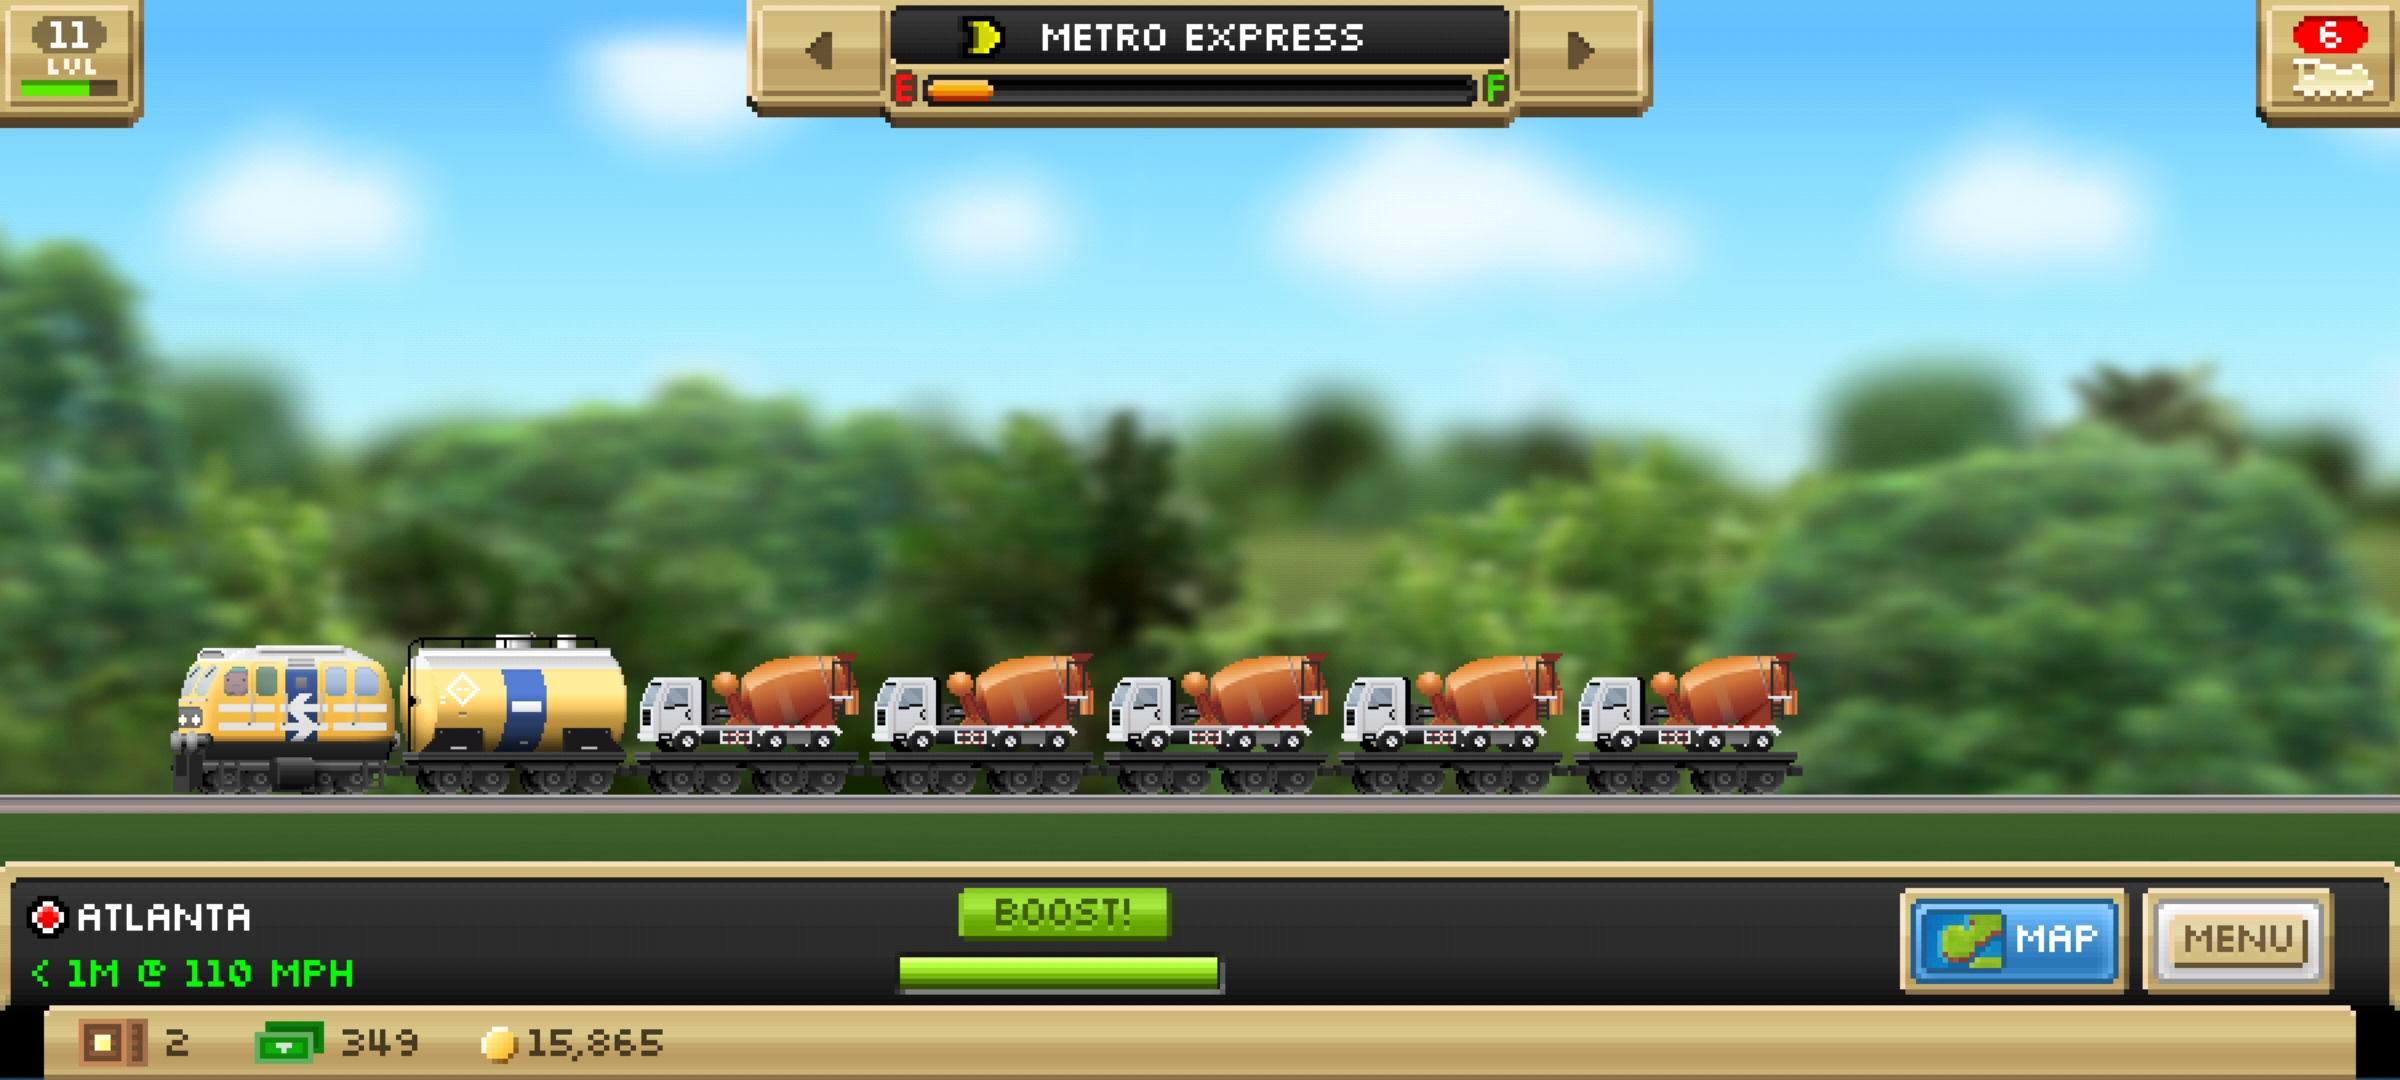 11
LVL
METRO EXPRESS
E F
6
ATLANTA
< 1M @ 110 MPH
BOOST!
MAP
MENU
2
349
15,865